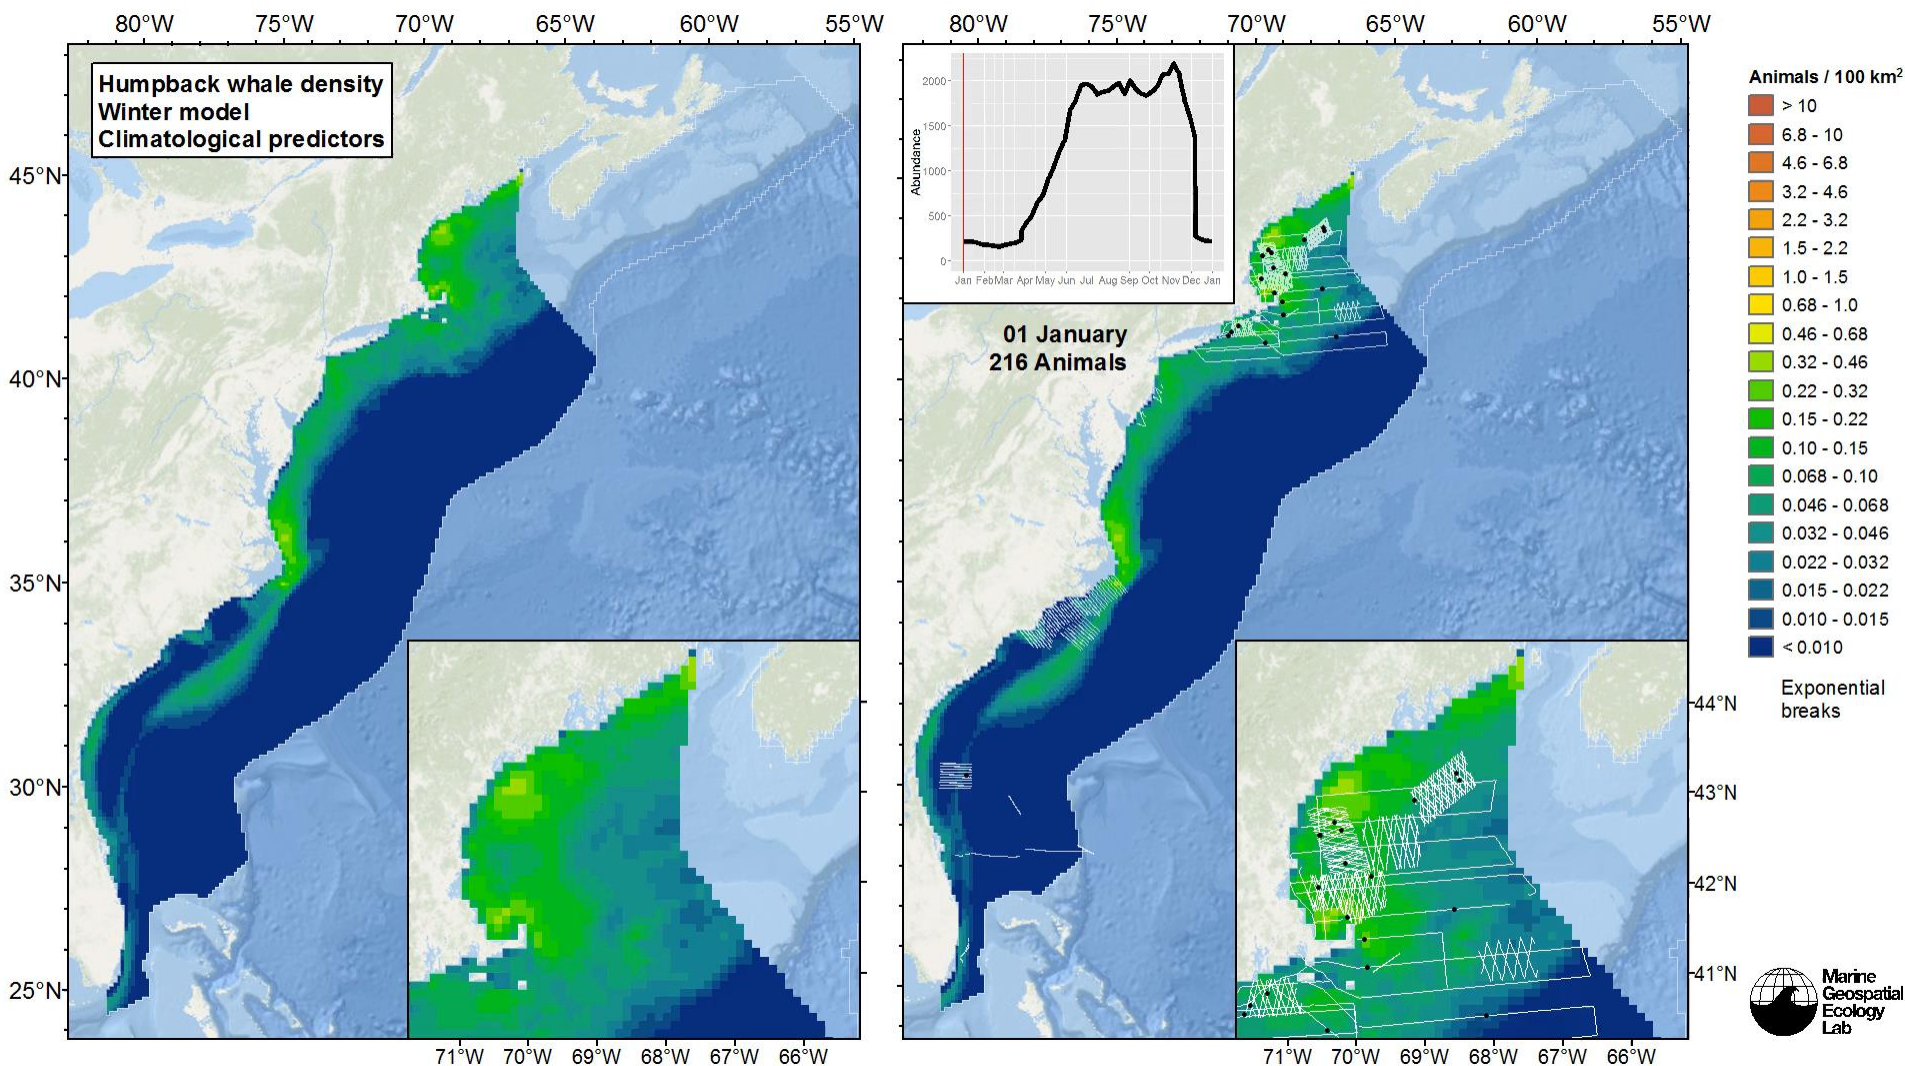 80°W 75°W 70°W 65°W 60°W 55°W
80°W 75°W 70°W 65°W 60°W 55°W
Humpback whale density
Winter model
Climatological predictors
45°N
40°N
35°N
30°N
25°N
71°W 70°W 69°W 68°W 67°W 66°W
Abundance
2000
1500
1000
500
0
Jan Feb Mar Apr May Jun Jul Aug Sep Oct Nov Dec Jan
01 January
216 Animals
44°N
43°N
42°N
41°N
71°W 70°W 69°W 68°W 67°W 66°W
Animals / 100 km²
> 10
6.8 - 10
4.6 - 6.8
3.2 - 4.6
2.2 - 3.2
1.5 - 2.2
1.0 - 1.5
0.68 - 1.0
0.46 - 0.68
0.32 - 0.46
0.22 - 0.32
0.15 - 0.22
0.10 - 0.15
0.068 - 0.10
0.046 - 0.068
0.032 - 0.046
0.022 - 0.032
0.015 - 0.022
0.010 - 0.015
< 0.010
Exponential
breaks
Marine
Geospatial
Ecology
Lab